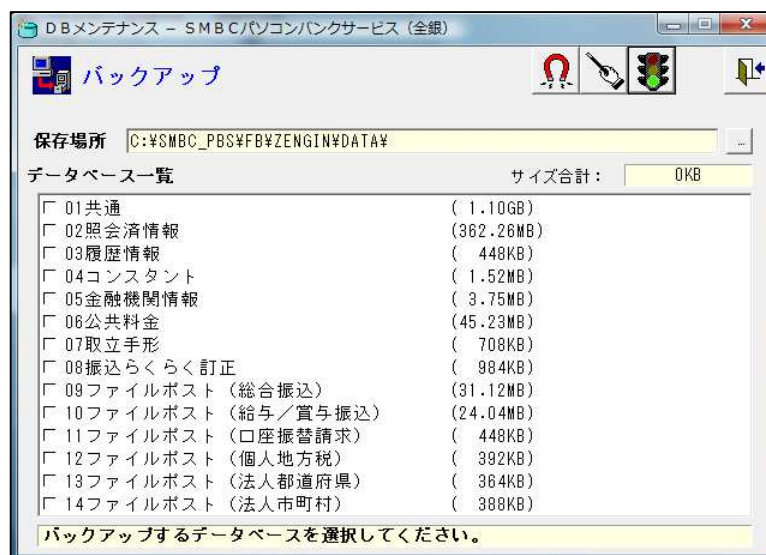 DBメンテナンス - SMBCパソコンバンクサービス（全銀）
バックアップ
保存場所 C:¥SMBC_PBS¥FB¥ZENGIN¥DATA¥ ...
データベース一覧 サイズ合計： 0KB
01共通 ( 1.10GB)
02照会済情報 (362.26MB)
03履歴情報 ( 448KB)
04コンスタント ( 1.52MB)
05金融機関情報 ( 3.75MB)
06公共料金 (45.23MB)
07取立手形 ( 708KB)
08振込らくらく訂正 ( 984KB)
09ファイルポスト（総合振込） (31.12MB)
10ファイルポスト（給与／賞与振込） (24.04MB)
11ファイルポスト（口座振替請求） ( 448KB)
12ファイルポスト（個人地方税） ( 392KB)
13ファイルポスト（法人都道府県） ( 364KB)
14ファイルポスト（法人市町村） ( 388KB)
バックアップするデータベースを選択してください。